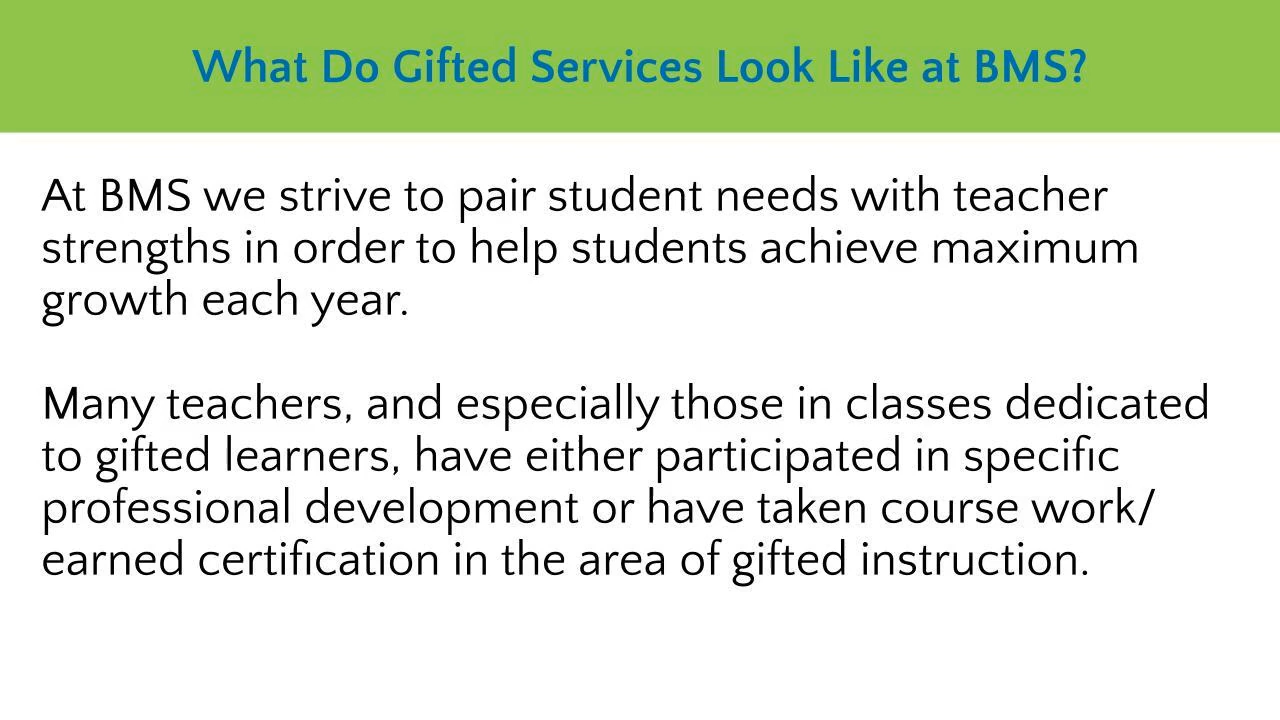 What Do Gifted Services Look Like at BMS?
At BMS we strive to pair student needs with teacher
strengths in order to help students achieve maximum
growth each year.
Many teachers, and especially those in classes dedicated
to gifted learners, have either participated in specific
professional development or have taken course work/
earned certification in the area of gifted instruction.